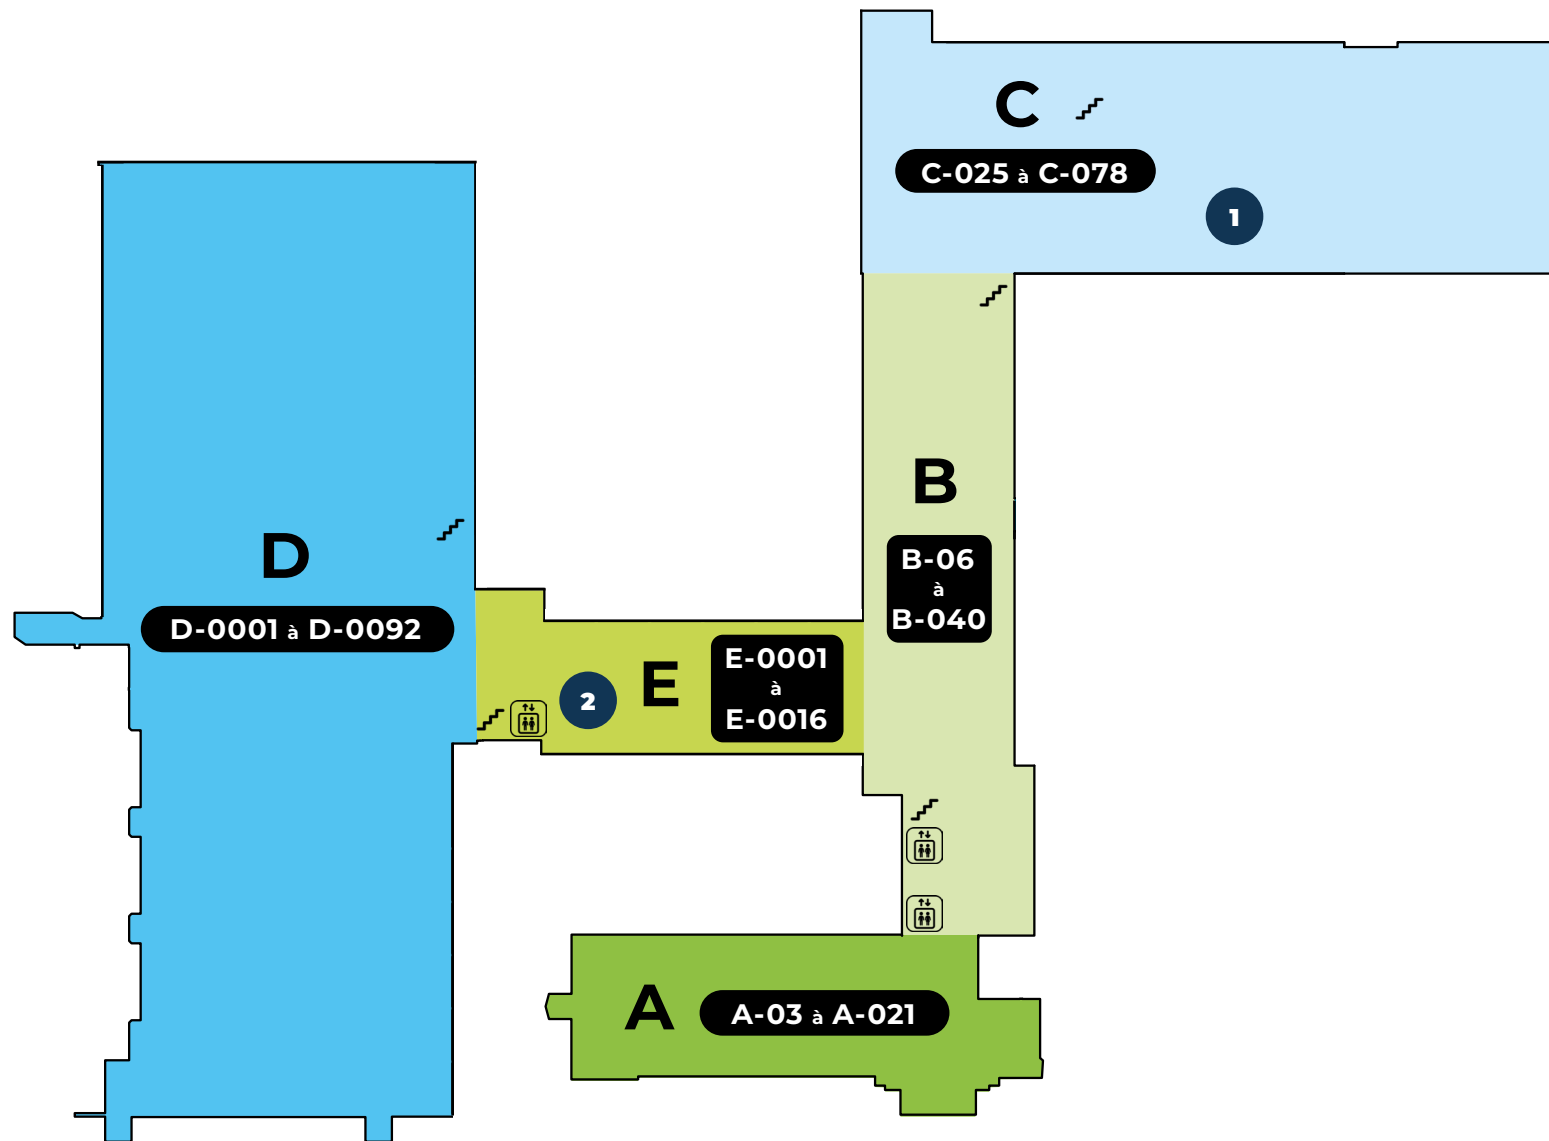 C
C-025 à C-078
1
B
B-06
à
B-040
D
D-0001 à D-0092
2
E
E-0001
à
E-0016
A
A-03 à A-021